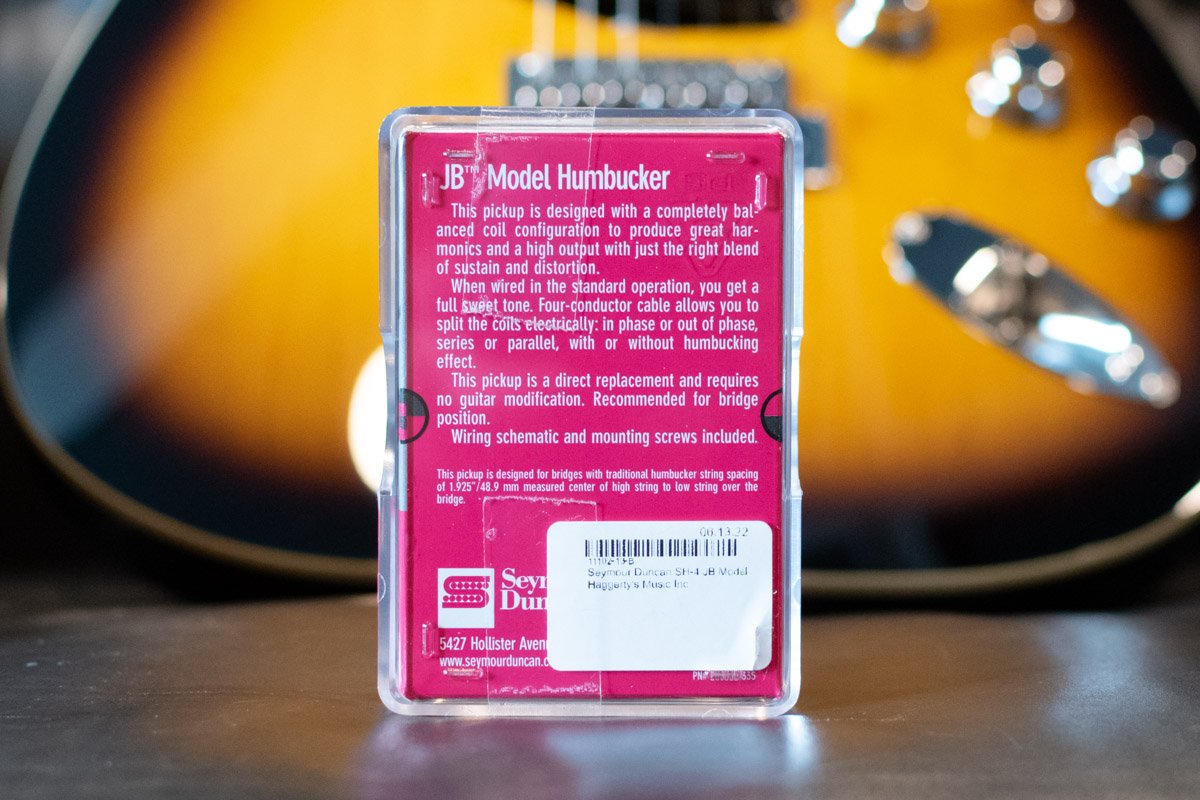 JB™ Model Humbucker
This pickup is designed with a completely bal-
anced coil configuration to produce great har-
monics and a high output with just the right blend
of sustain and distortion.
When wired in the standard operation, you get a
full sweet tone. Four-conductor cable allows you to
split the coils electrically: in phase or out of phase,
series or parallel, with or without humbucking
effect.
This pickup is a direct replacement and requires
no guitar modification. Recommended for bridge
position.
Wiring schematic and mounting screws included.
This pickup is designed for bridges with traditional humbucker string spacing
of 1.925"/48.9 mm measured center of high string to low string over the
bridge.
06.13.22
11102-13-B
Seymour Duncan SH-4 JB Model
Haggerty's Music Inc
Seym
Dun
5427 Hollister Avenu
www.seymourduncan.c
PN#